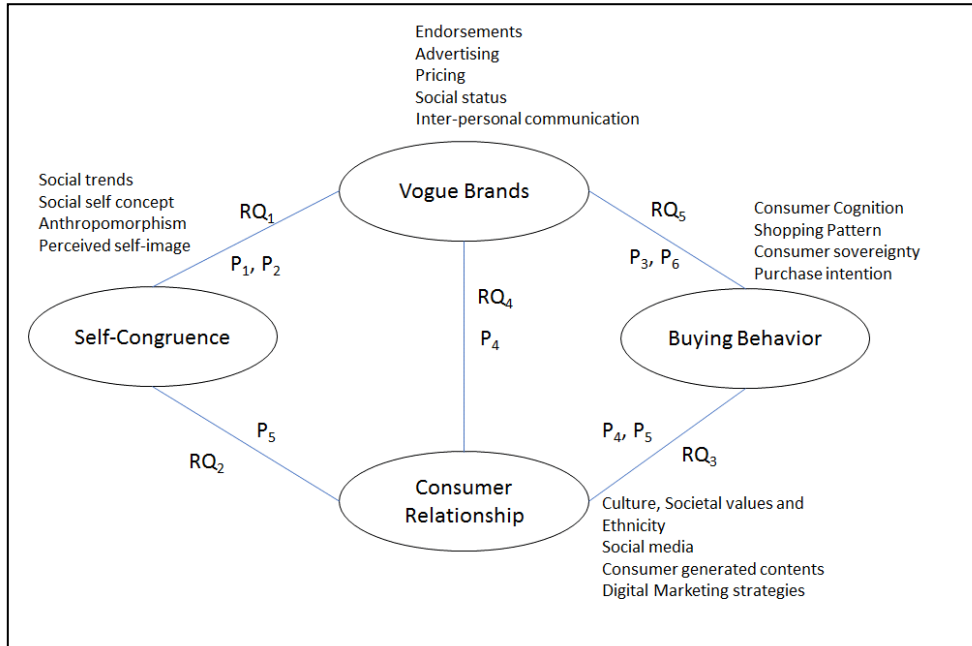 Endorsements
Advertising
Pricing
Social status
Inter-personal communication
Vogue Brands
Social trends
Social self concept
Anthropomorphism
Perceived self-image
RQ₁
P₁, P₂
RQ₅
P₃, P₆
Consumer Cognition
Shopping Pattern
Consumer sovereignty
Purchase intention
RQ₄
P₄
Self-Congruence
Buying Behavior
P₅
RQ₂
P₄, P₅
RQ₃
Consumer
Relationship
Culture, Societal values and
Ethnicity
Social media
Consumer generated contents
Digital Marketing strategies